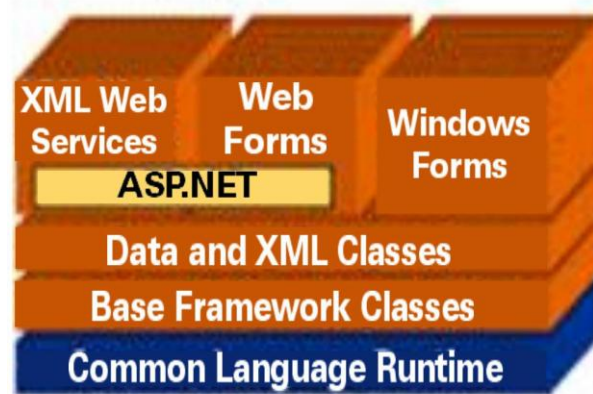 XML Web
Services
Web
Forms
Windows
Forms
ASP.NET
Data and XML Classes
Base Framework Classes
Common Language Runtime